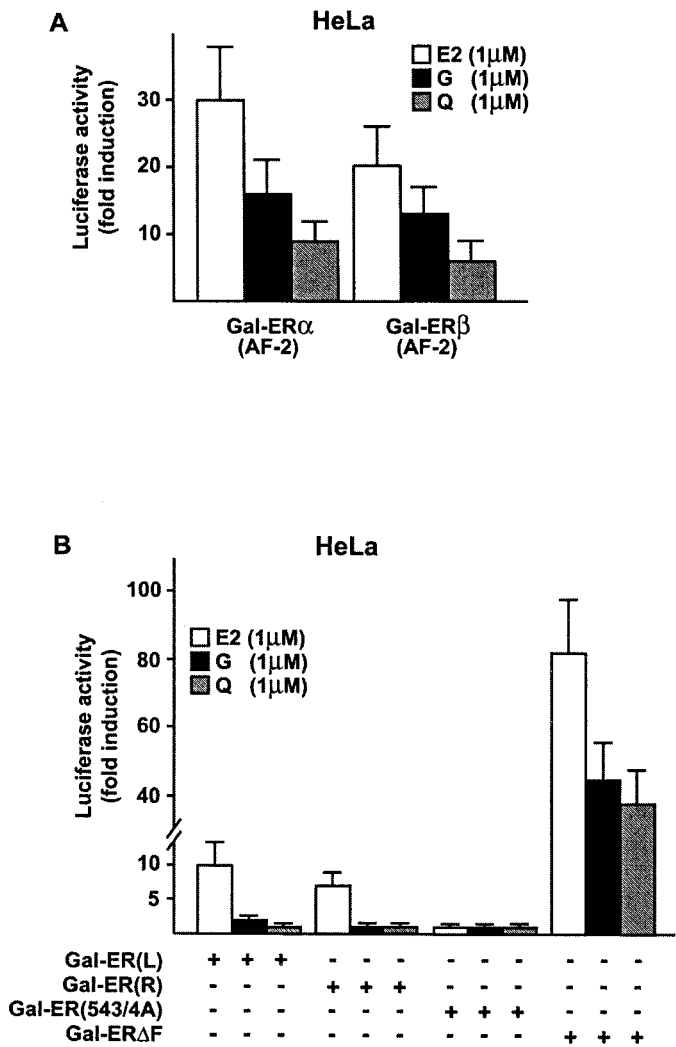 A
HeLa
Luciferase activity
(fold induction)
30
20
10
E2 (1μM)
G (1μM)
Q (1μM)
Gal-ERα
(AF-2)
Gal-ERβ
(AF-2)
B
HeLa
Luciferase activity
(fold induction)
100
80
60
40
10
5
E2 (1μM)
G (1μM)
Q (1μM)
Gal-ER(L) + + + - - - - - - - - -
Gal-ER(R) - - - + + + - - - - - -
Gal-ER(543/4A) - - - - - - + + + - - -
Gal-ERΔF - - - - - - - - - + + +